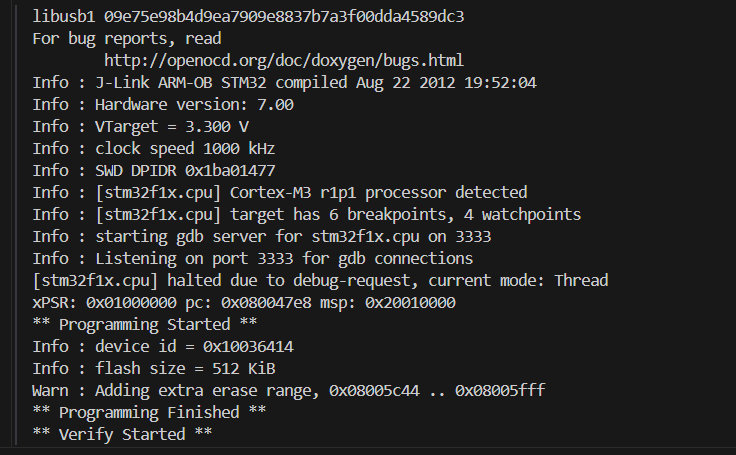 libusb1 09e75e98b4d9ea7909e8837b7a3f00dda4589dc3
For bug reports, read
http://openocd.org/doc/doxygen/bugs.html
Info : J-Link ARM-OB STM32 compiled Aug 22 2012 19:52:04
Info : Hardware version: 7.00
Info : VTarget = 3.300 V
Info : clock speed 1000 kHz
Info : SWD DPIDR 0x1ba01477
Info : [stm32f1x.cpu] Cortex-M3 r1p1 processor detected
Info : [stm32f1x.cpu] target has 6 breakpoints, 4 watchpoints
Info : starting gdb server for stm32f1x.cpu on 3333
Info : Listening on port 3333 for gdb connections
[stm32f1x.cpu] halted due to debug-request, current mode: Thread
xPSR: 0x01000000 pc: 0x080047e8 msp: 0x20010000
** Programming Started **
Info : device id = 0x10036414
Info : flash size = 512 KiB
Warn : Adding extra erase range, 0x08005c44 .. 0x08005fff
** Programming Finished **
** Verify Started **